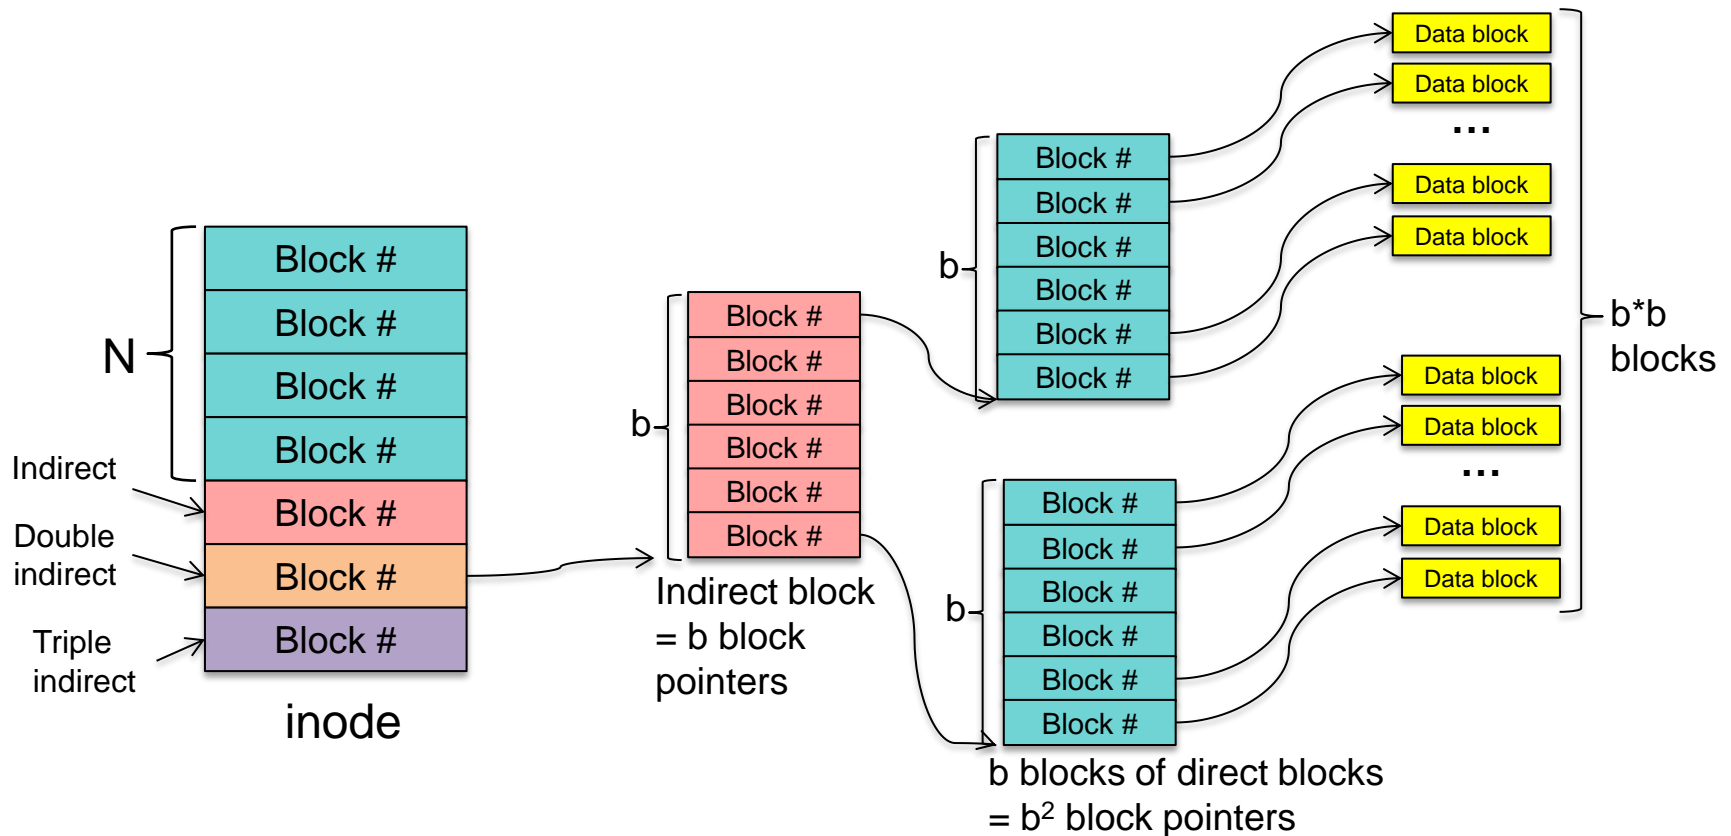 N
Block #
Block #
Block #
Block #
Block #
Block #
Block #
Indirect
Double
indirect
Triple
indirect
inode
b
Block #
Block #
Block #
Block #
Block #
Block #
Indirect block
= b block
pointers
b
Block #
Block #
Block #
Block #
Block #
Block #
b
Block #
Block #
Block #
Block #
Block #
Block #
b blocks of direct blocks
= b² block pointers
Data block
Data block
...
Data block
Data block
Data block
Data block
...
Data block
Data block
b*b
blocks